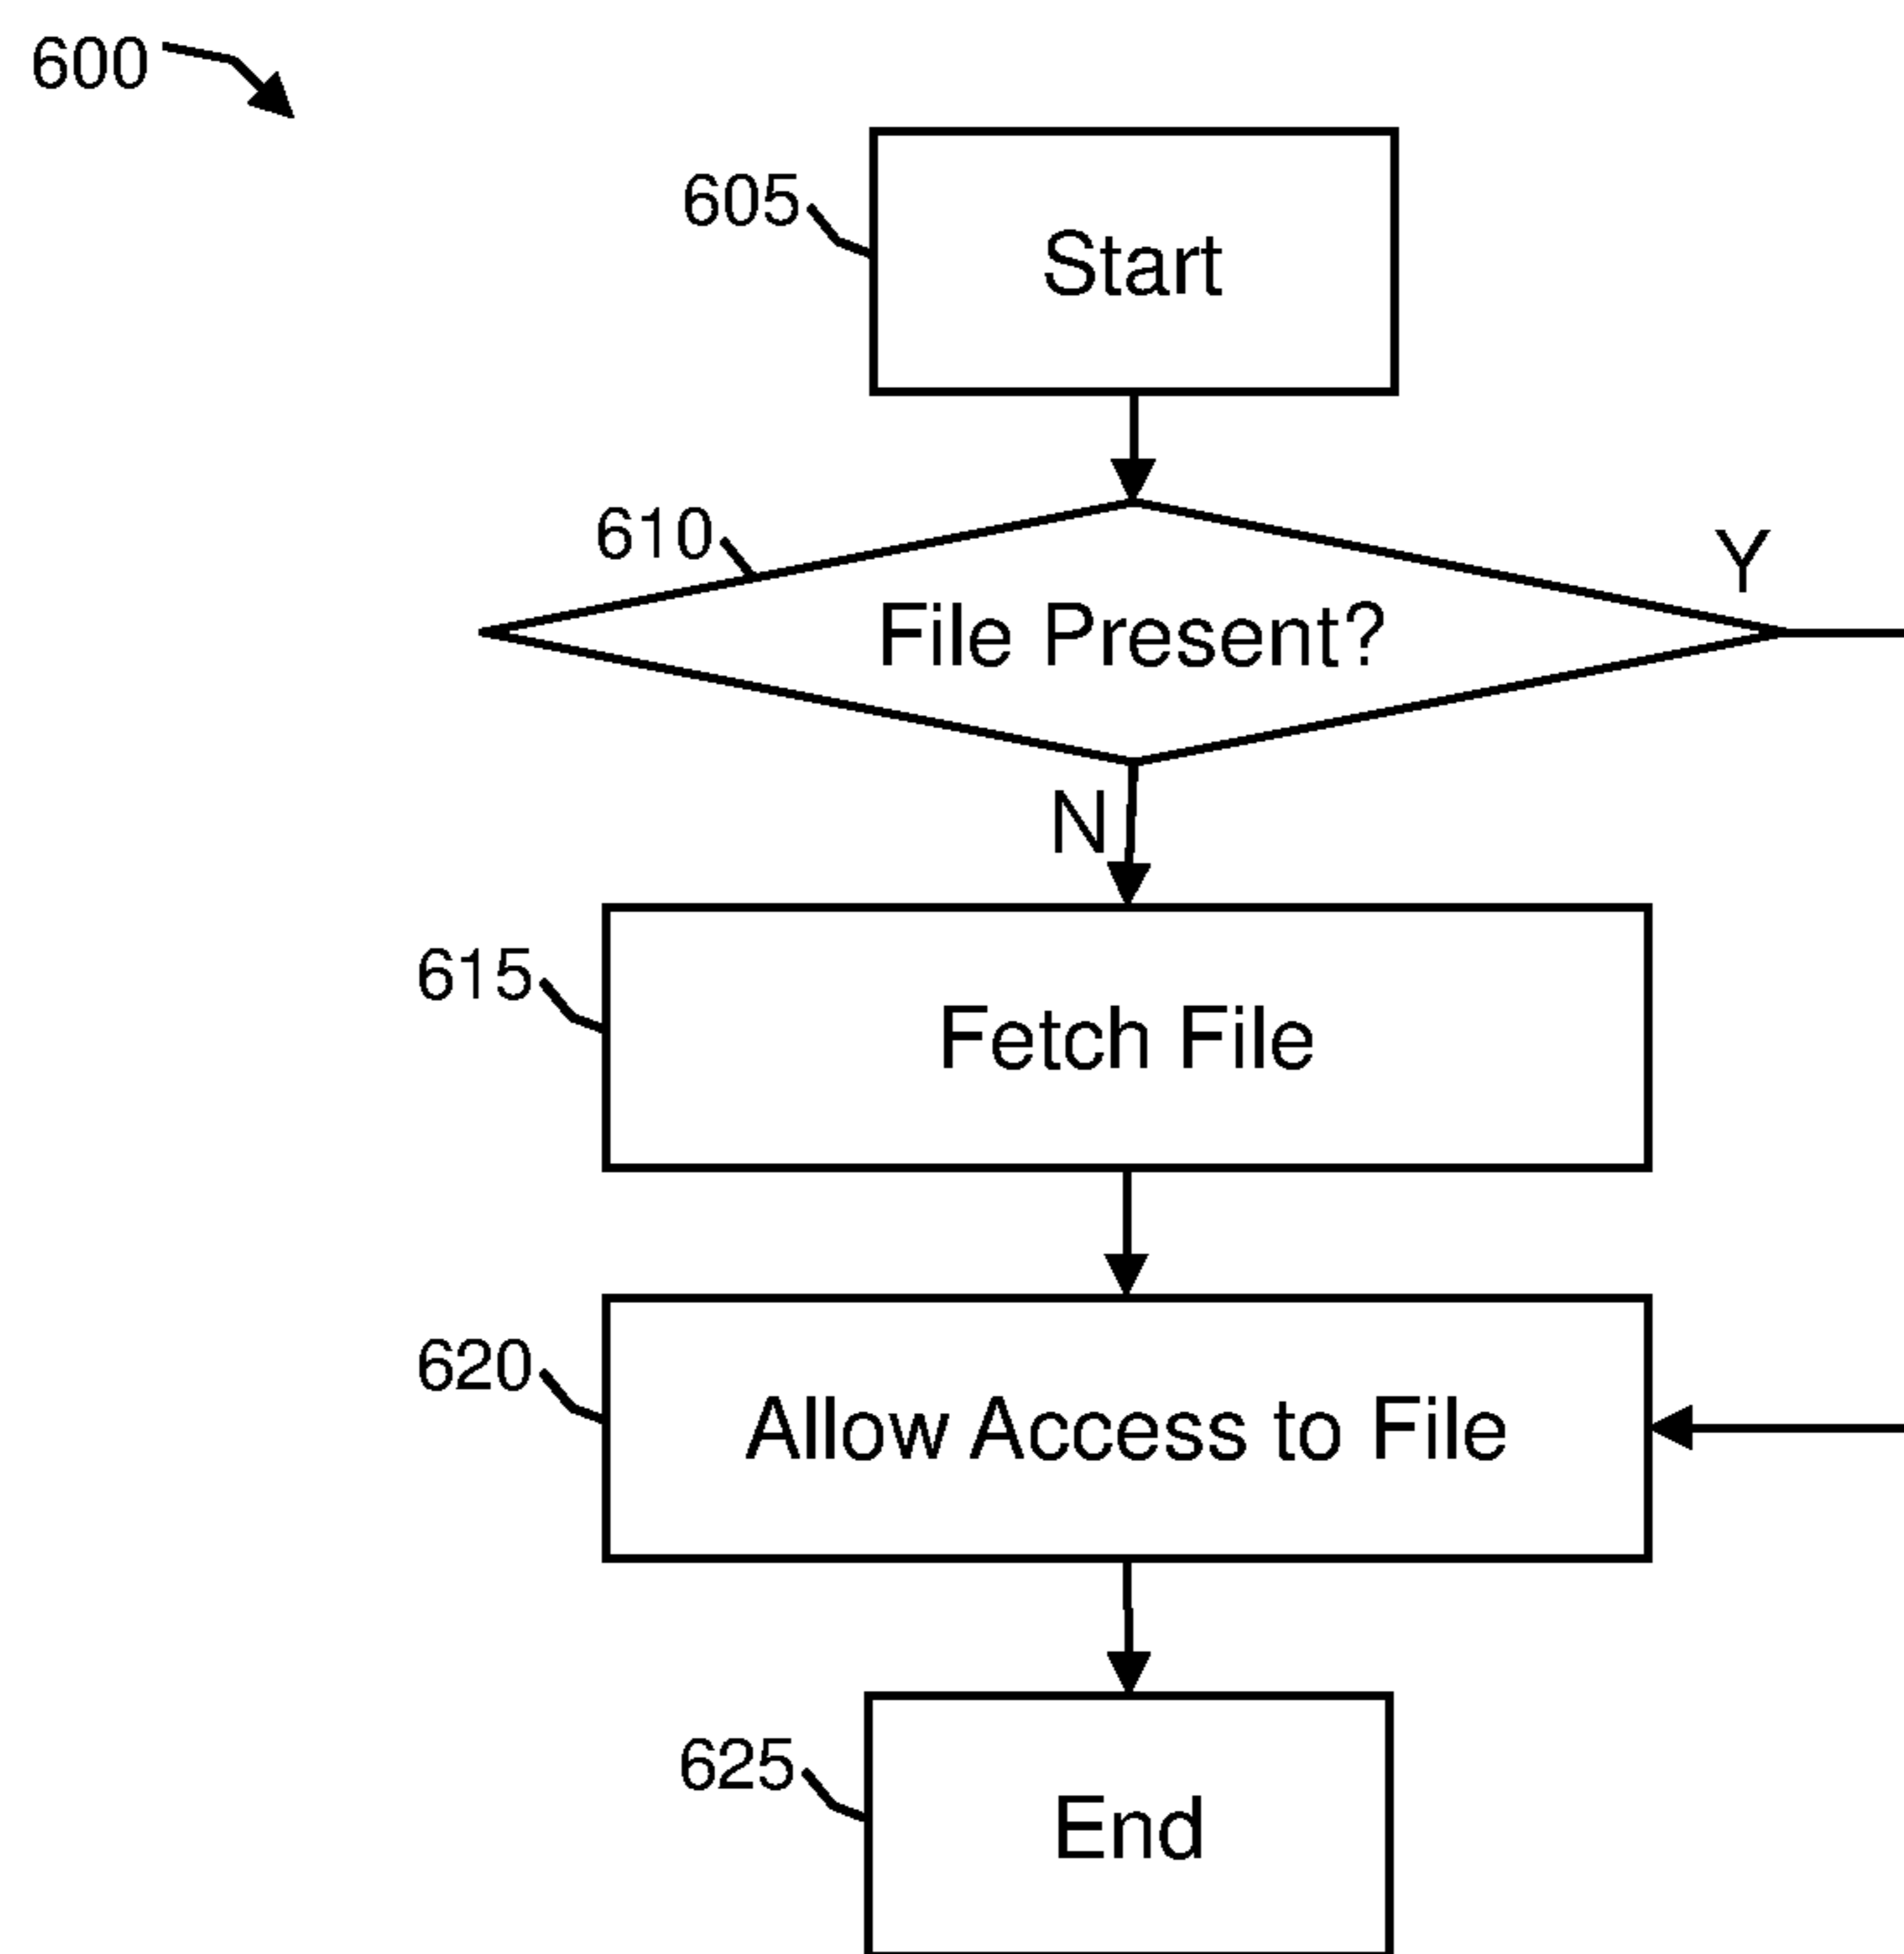 600
605
Start
610
File Present?
Y
N
615
Fetch File
620
Allow Access to File
625
End